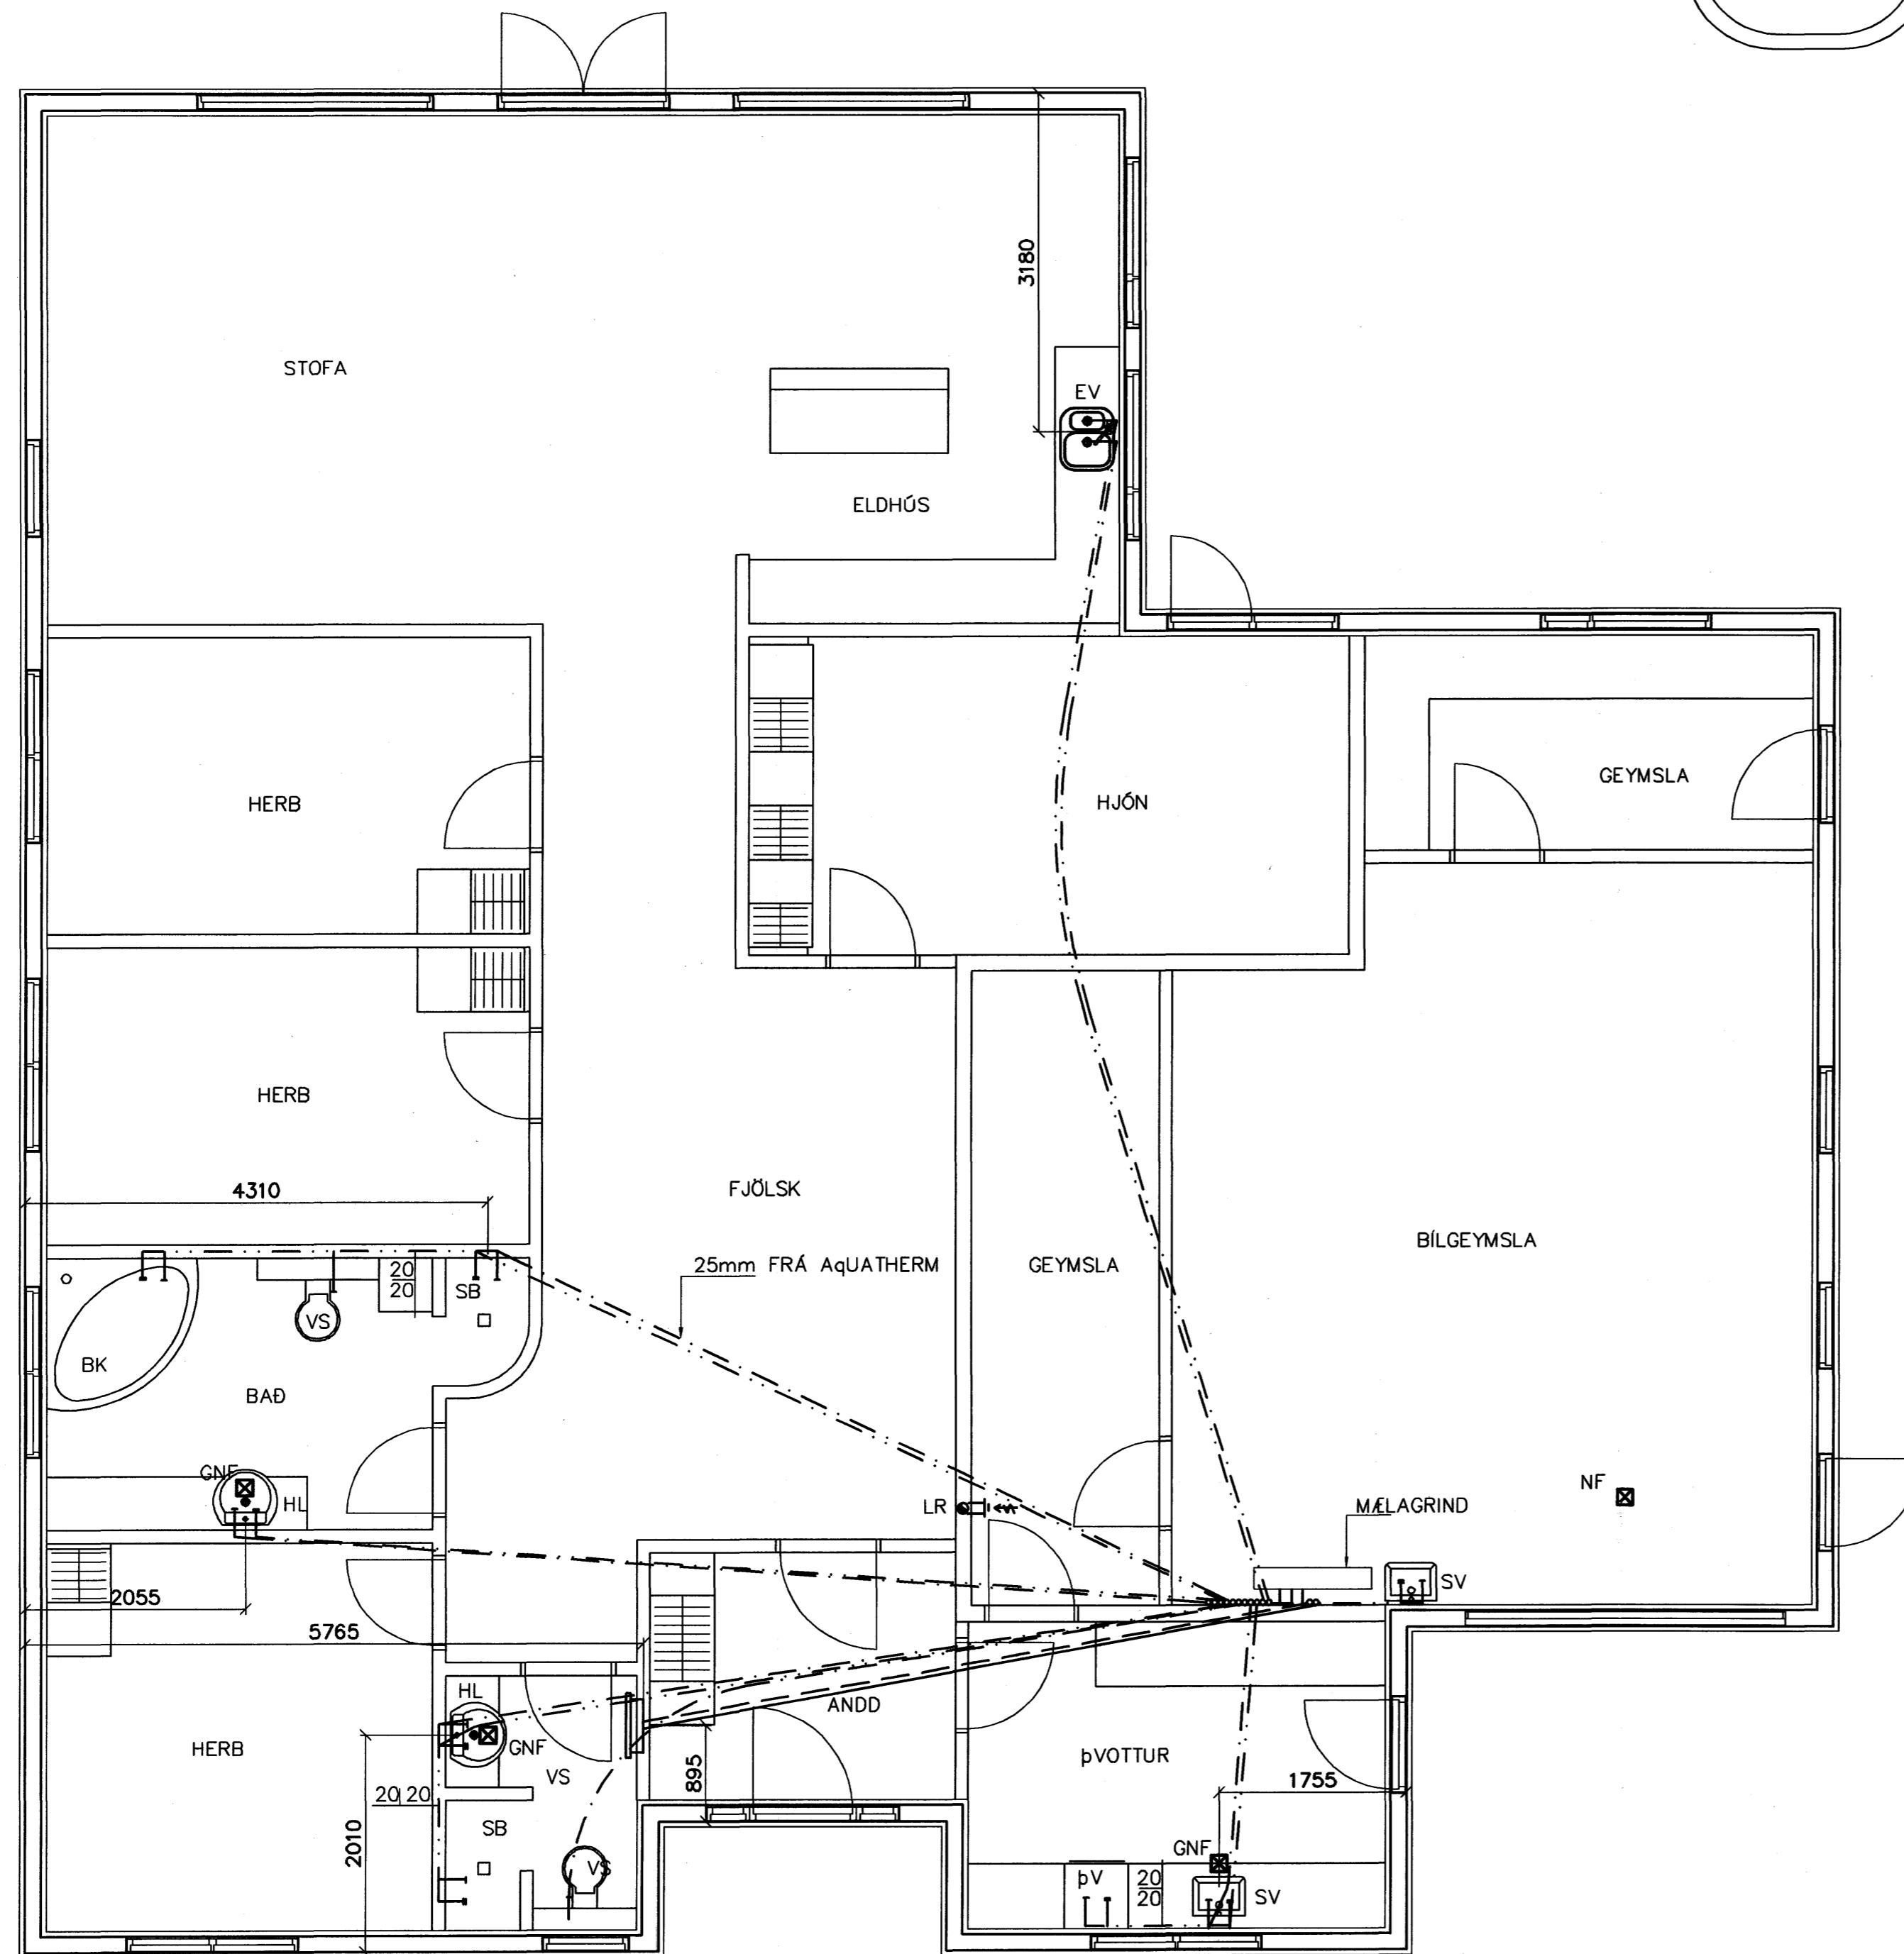 3180
STOFA
EV
ELDHÚS
HERB
HJÓN
GEYMSLA
HERB
4310
FJÖLSK
BÍLGEYMSLA
25mm FRÁ AqUATHERM
GEYMSLA
20
20
SB
VS
BK
BAÐ
GNF
HL
LR
NF
MÆLAGRIND
SV
2055
5765
HL
ANDD
HERB
GNF
VS
895
ÞVOTTUR
1755
20 20
2010
SB
VS
GNF
ÞV
20
20
SV